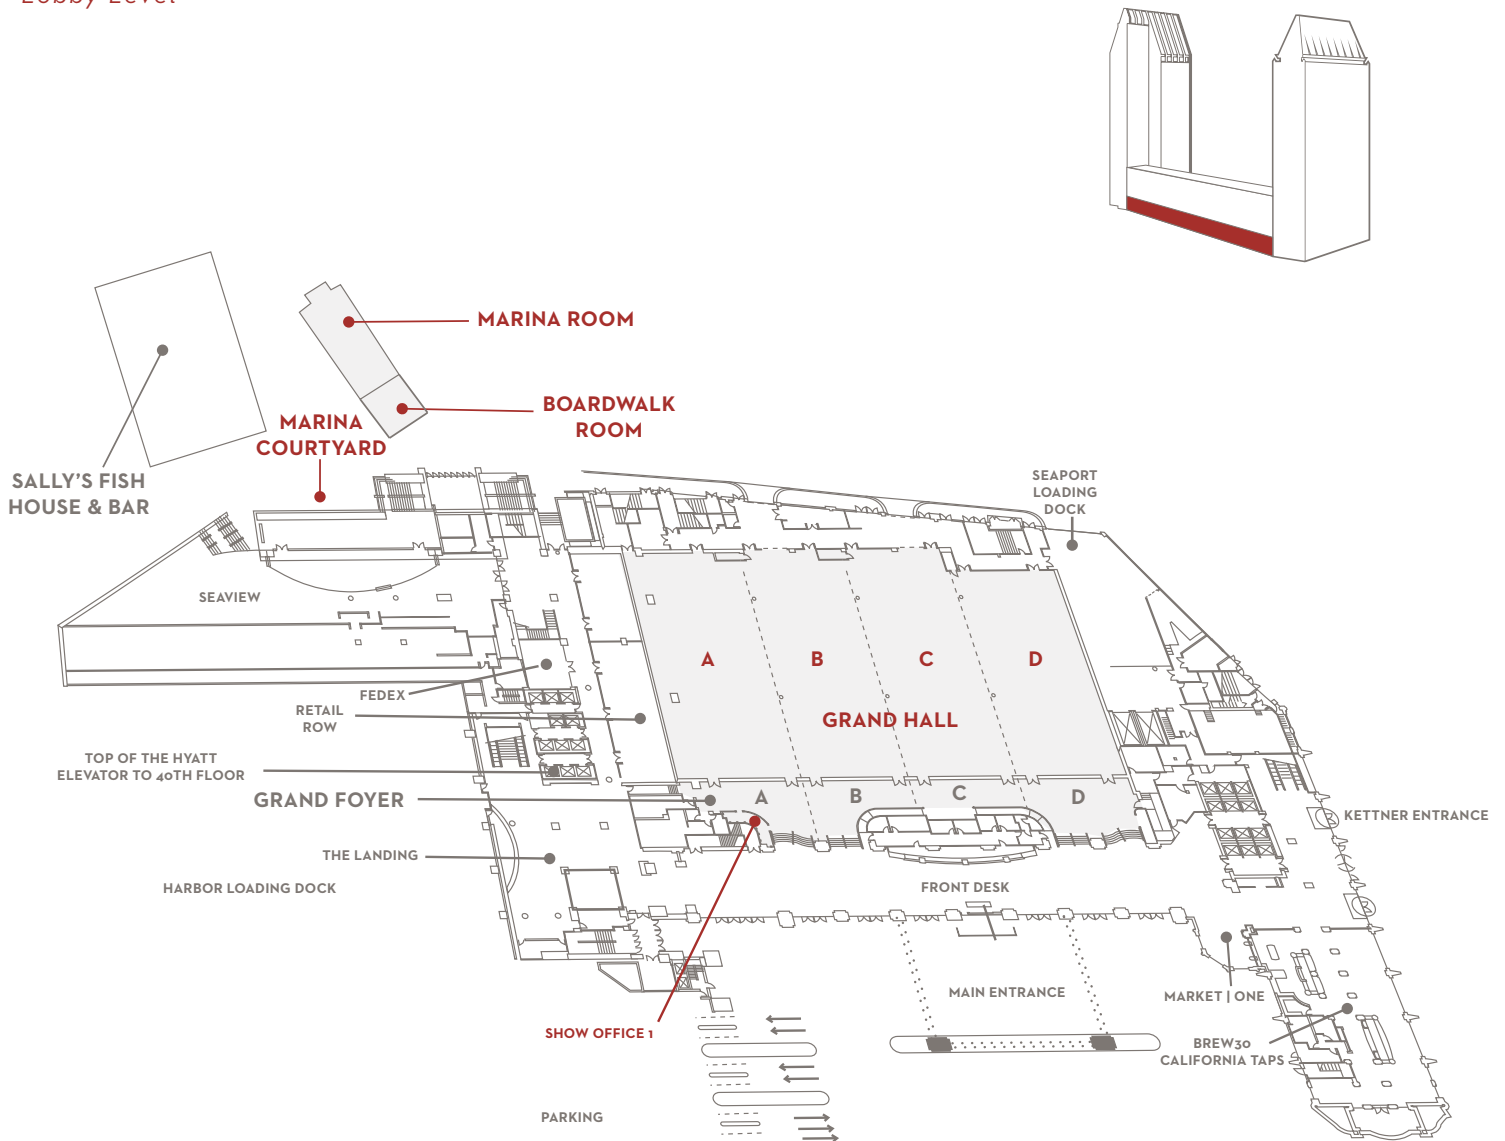 Lobby Level
MARINA ROOM
BOARDWALK
ROOM
MARINA
COURTYARD
SALLY'S FISH
HOUSE & BAR
SEAPORT
LOADING
DOCK
SEAVIEW
A
B
C
D
GRAND HALL
FEDEX
RETAIL
ROW
TOP OF THE HYATT
ELEVATOR TO 40TH FLOOR
GRAND FOYER
A
B
C
D
KETTNER ENTRANCE
THE LANDING
HARBOR LOADING DOCK
FRONT DESK
MAIN ENTRANCE
MARKET | ONE
SHOW OFFICE 1
BREW30
CALIFORNIA TAPS
PARKING